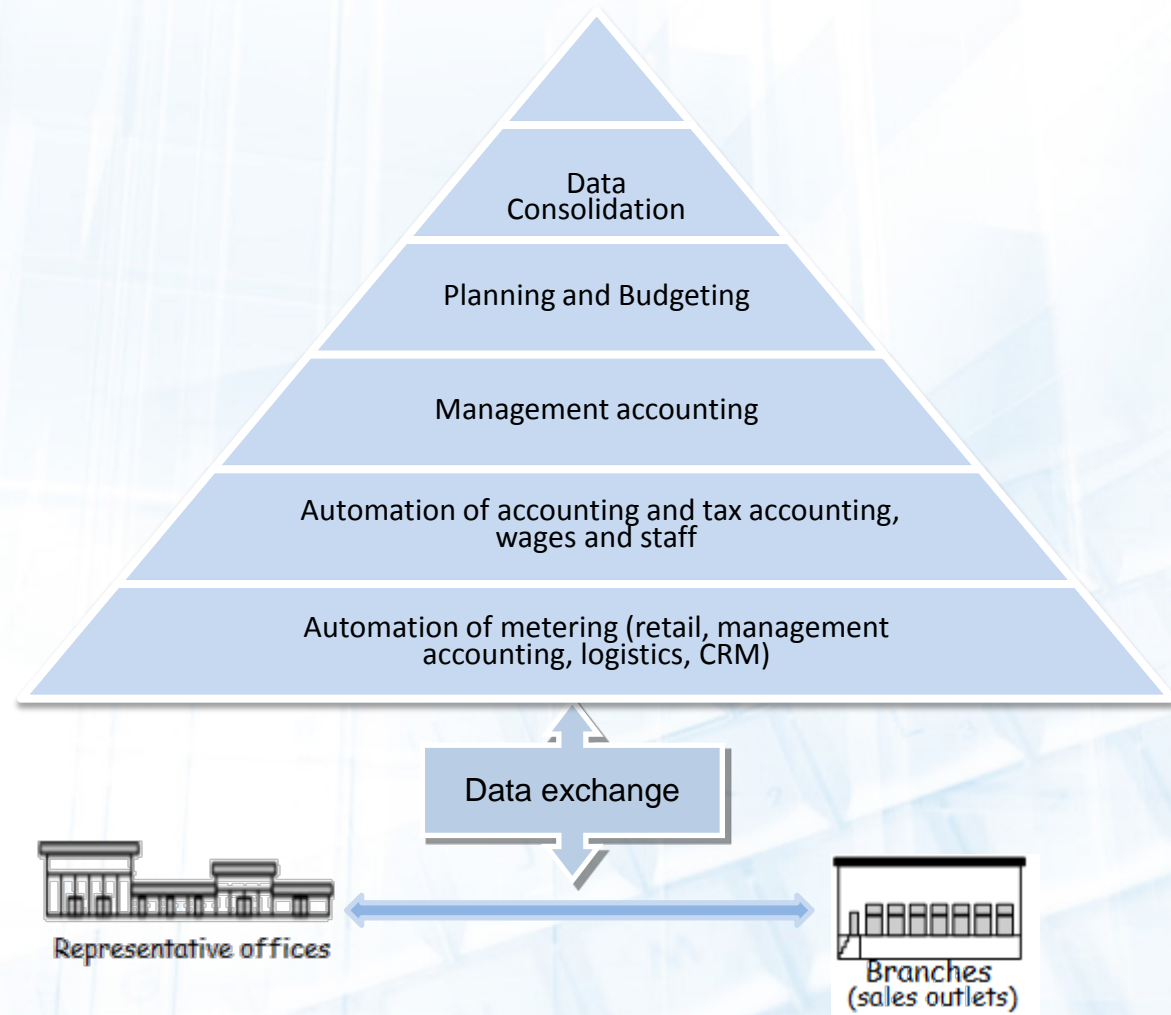 Data
Consolidation
Planning and Budgeting
Management accounting
Automation of accounting and tax accounting,
wages and staff
Automation of metering (retail, management
accounting, logistics, CRM)
Data exchange
Representative offices
Branches
(sales outlets)